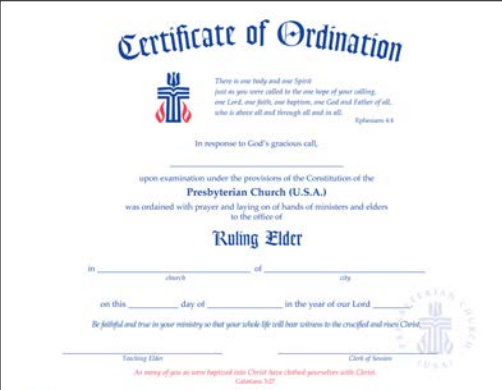 Certificate of Ordination
There is one body and one Spirit
just as you were called to the one hope of your calling,
one Lord, one faith, one baptism, one God and Father of all,
who is above all and through all and in all.
Ephesians 4:4
In response to God's gracious call,
upon examination under the provisions of the Constitution of the
Presbyterian Church (U.S.A.)
was ordained with prayer and laying on of hands of ministers and elders
to the office of
Ruling Elder
in of
church city
on this day of in the year of our Lord
Be faithful and true in your ministry so that your whole life will bear witness to the crucified and risen Christ.
PRESBYTERIAN CHURCH
(USA)
Teaching Elder Clerk of Session
As many of you as were baptized into Christ have clothed yourselves with Christ.
Galatians 3:27